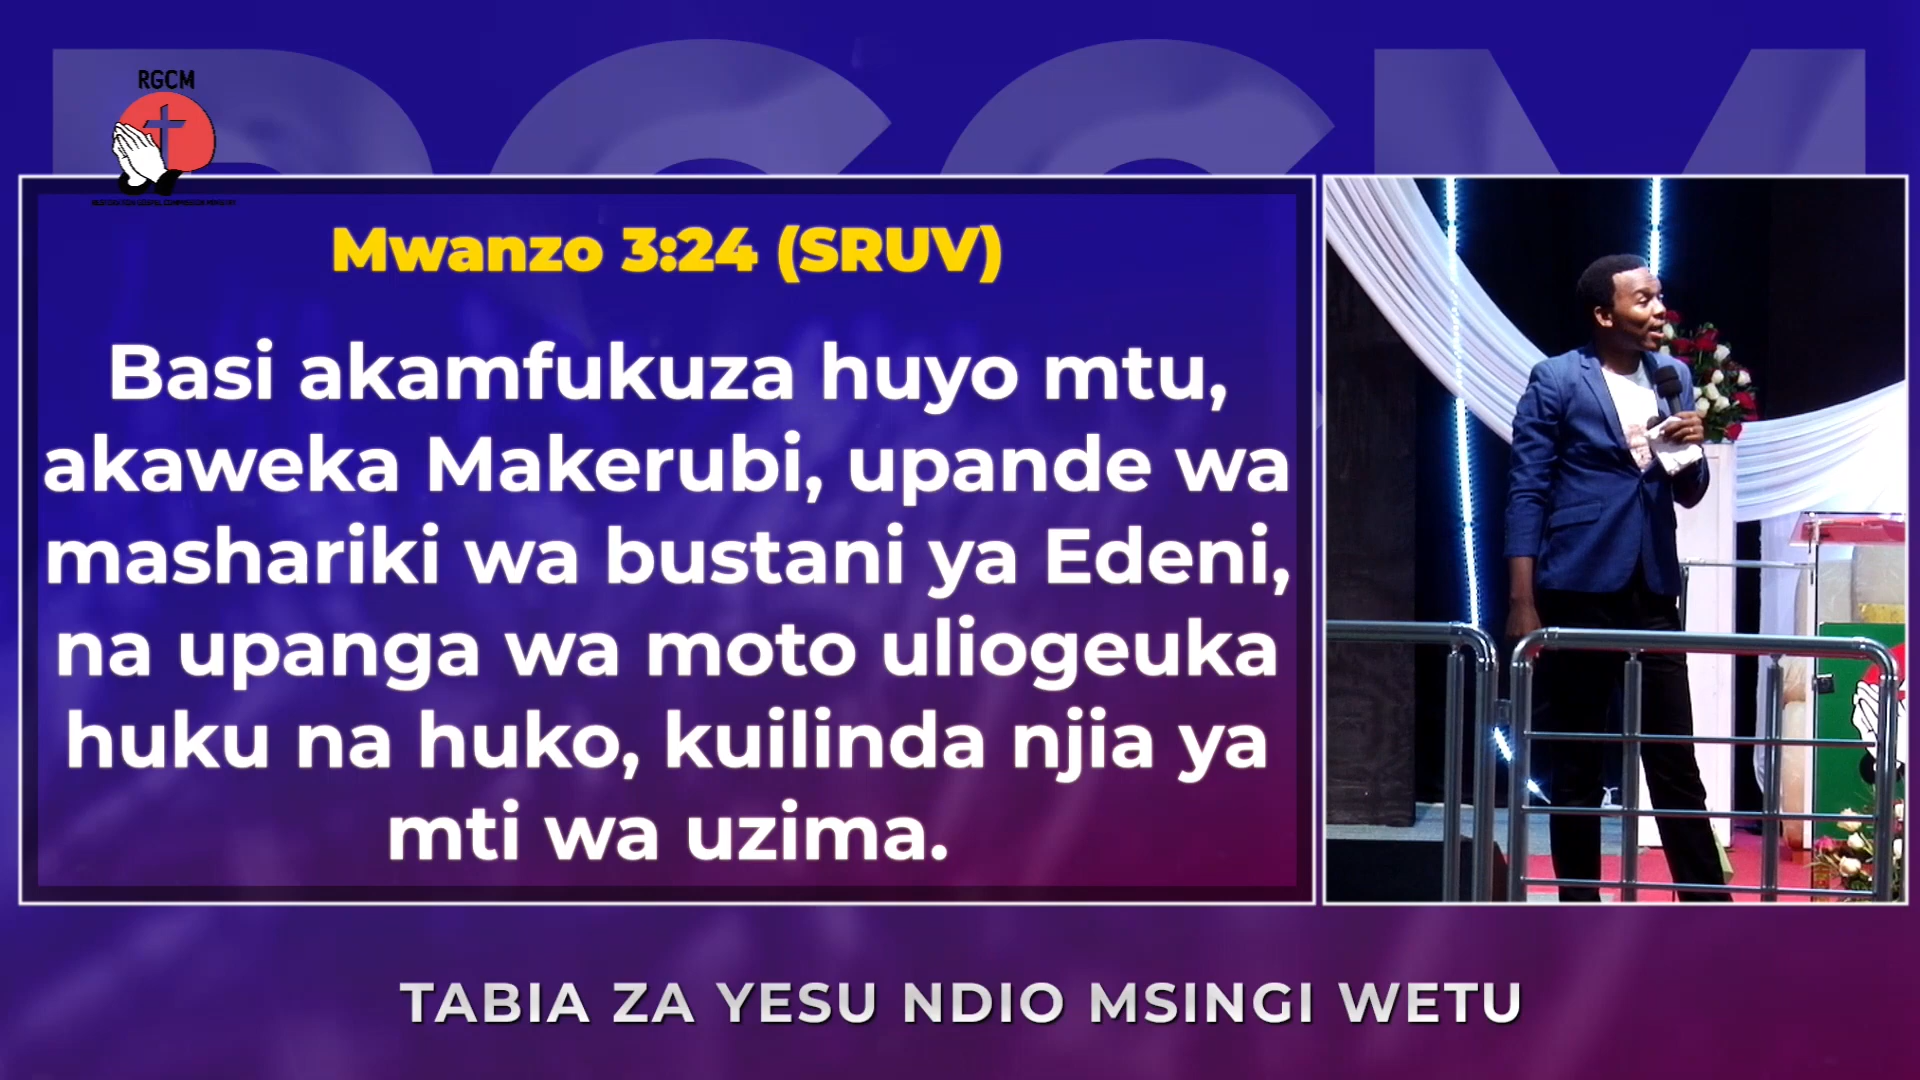 RGCM
RGCM
Mwanzo 3:24 (SRUV)
Basi akamfukuza huyo mtu,
akaweka Makerubi, upande wa
mashariki wa bustani ya Edeni,
na upanga wa moto uliogeuka
huku na huko, kuilinda njia ya
mti wa uzima.
TABIA ZA YESU NDIO MSINGI WETU